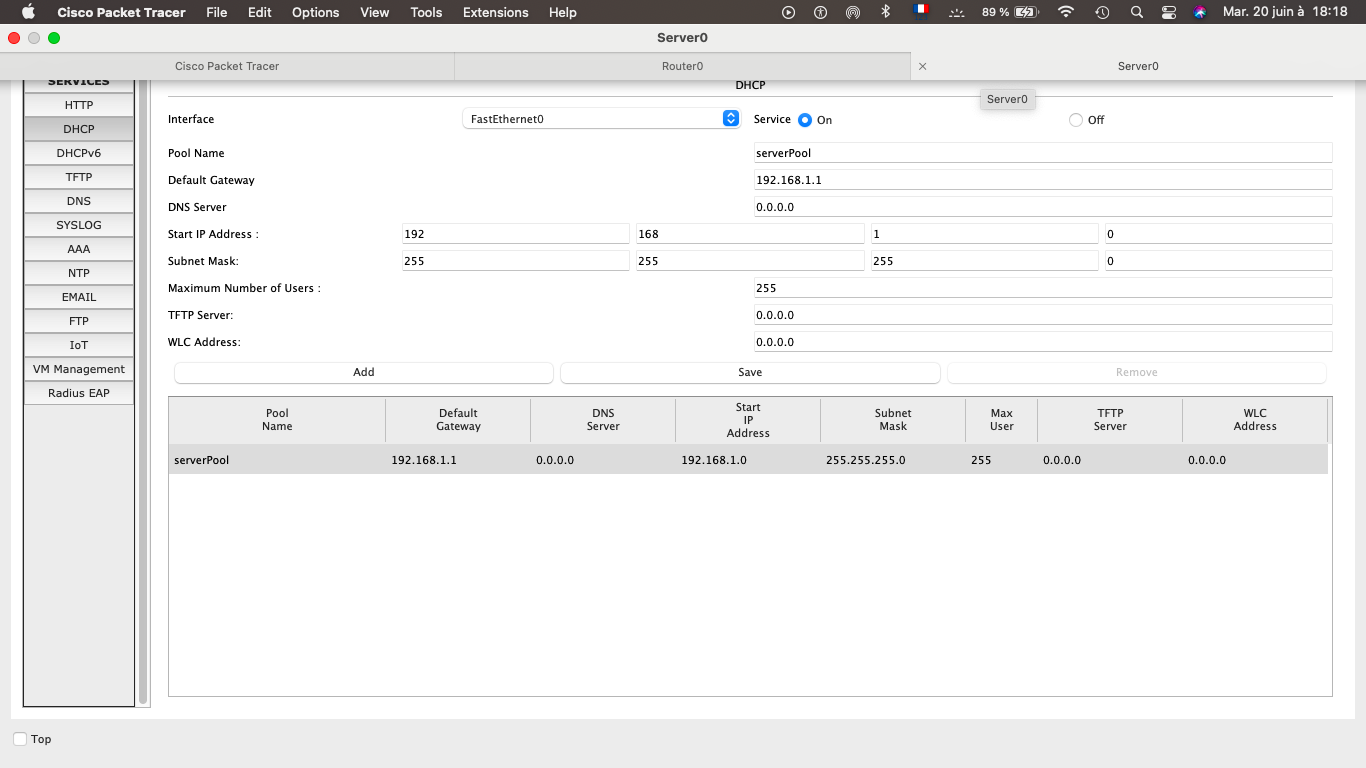 Cisco Packet Tracer File Edit Options View Tools Extensions Help 89 % Mar. 20 juin à 18:18
Server0
Cisco Packet Tracer Router0 × Server0
Server0
SERVICES
HTTP
DHCP
DHCPv6
TFTP
DNS
SYSLOG
AAA
NTP
EMAIL
FTP
IoT
VM Management
Radius EAP
DHCP
Interface FastEthernet0 Service On Off
Pool Name serverPool
Default Gateway 192.168.1.1
DNS Server 0.0.0.0
Start IP Address : 192 168 1 0
Subnet Mask: 255 255 255 0
Maximum Number of Users : 255
TFTP Server: 0.0.0.0
WLC Address: 0.0.0.0
Add Save Remove
Pool Name Default Gateway DNS Server Start IP Address Subnet Mask Max User TFTP Server WLC Address
serverPool 192.168.1.1 0.0.0.0 192.168.1.0 255.255.255.0 255 0.0.0.0 0.0.0.0
Top